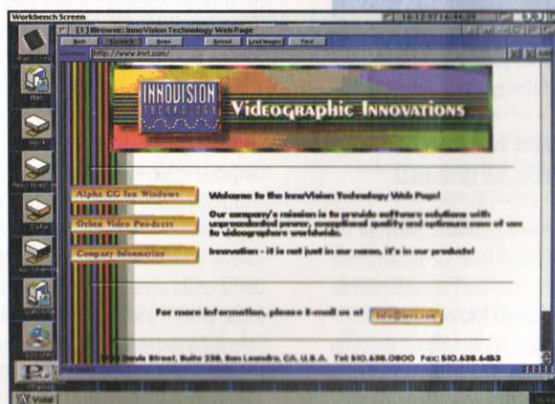 Workbench Screen
Browse: InnoVision Technology Web Page
Back Forward Home Reload Load Images Find
http://www.invt.com/
INNOVISION
TECHNOLOGY
VIDEOGRAPHIC INNOVATIONS
Alpha CG for Windows
Welcome to the InnoVision Technology Web Page!
Other Video Products
Our company's mission is to provide software solutions with
unprecedented power, exceptional quality and optimum ease of use
to videographers worldwide.
Company Information
Innovation - it is not just in our name, it's in our products!
For more information, please E-mail us at
Info@invt.com
Davis Street, Suite 238, San Leandro, CA, U.S.A. Tel: 510.638.0800 Fax: 510.638.6453